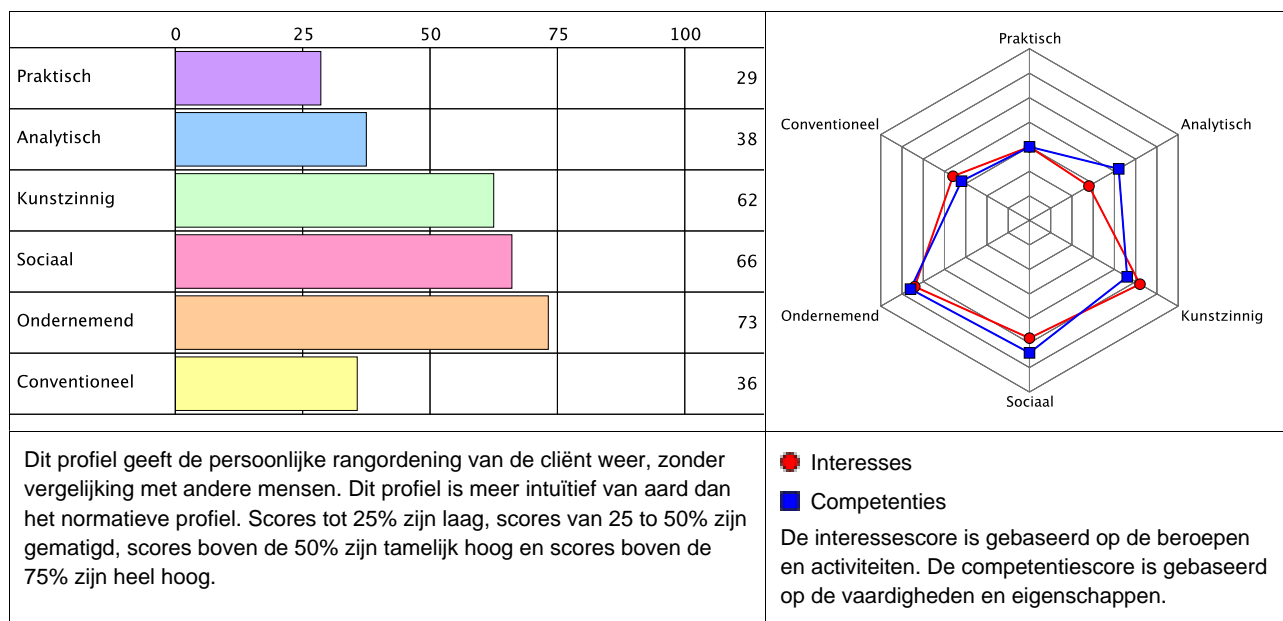 0 25 50 75 100
Praktisch 29
Analytisch 38
Kunstzinnig 62
Sociaal 66
Ondernemend 73
Conventioneel 36
Praktisch
Conventioneel Analytisch
Ondernemend Kunstzinnig
Sociaal
Dit profiel geeft de persoonlijke rangordening van de cliënt weer, zonder
vergelijking met andere mensen. Dit profiel is meer intuïtief van aard dan
het normatieve profiel. Scores tot 25% zijn laag, scores van 25 to 50% zijn
gematigd, scores boven de 50% zijn tamelijk hoog en scores boven de
75% zijn heel hoog.
Interesses
Competenties
De interessescore is gebaseerd op de beroepen
en activiteiten. De competentiescore is gebaseerd
op de vaardigheden en eigenschappen.